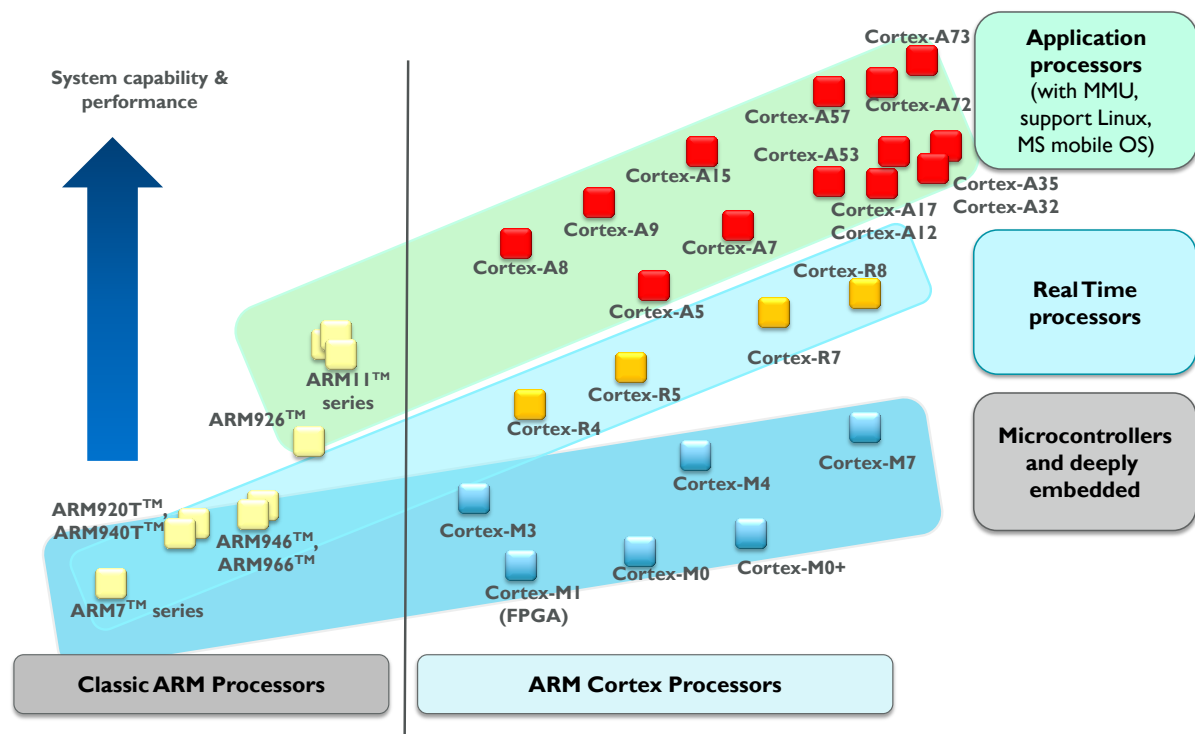 System capability &
performance
Cortex-A73
Cortex-A72
Cortex-A57
Cortex-A53
Cortex-A15
Cortex-A35
Cortex-A32
Cortex-A17
Cortex-A12
Cortex-A9
Cortex-A7
Cortex-A8
Cortex-A5
Application
processors
(with MMU,
support Linux,
MS mobile OS)
Cortex-R8
Cortex-R7
Cortex-R5
Cortex-R4
Real Time
processors
ARM11™
series
ARM926™
Cortex-M7
Cortex-M4
Cortex-M3
Cortex-M0+
Cortex-M0
Cortex-M1
(FPGA)
Microcontrollers
and deeply
embedded
ARM920T™,
ARM940T™
ARM946™,
ARM966™
ARM7™ series
Classic ARM Processors
ARM Cortex Processors